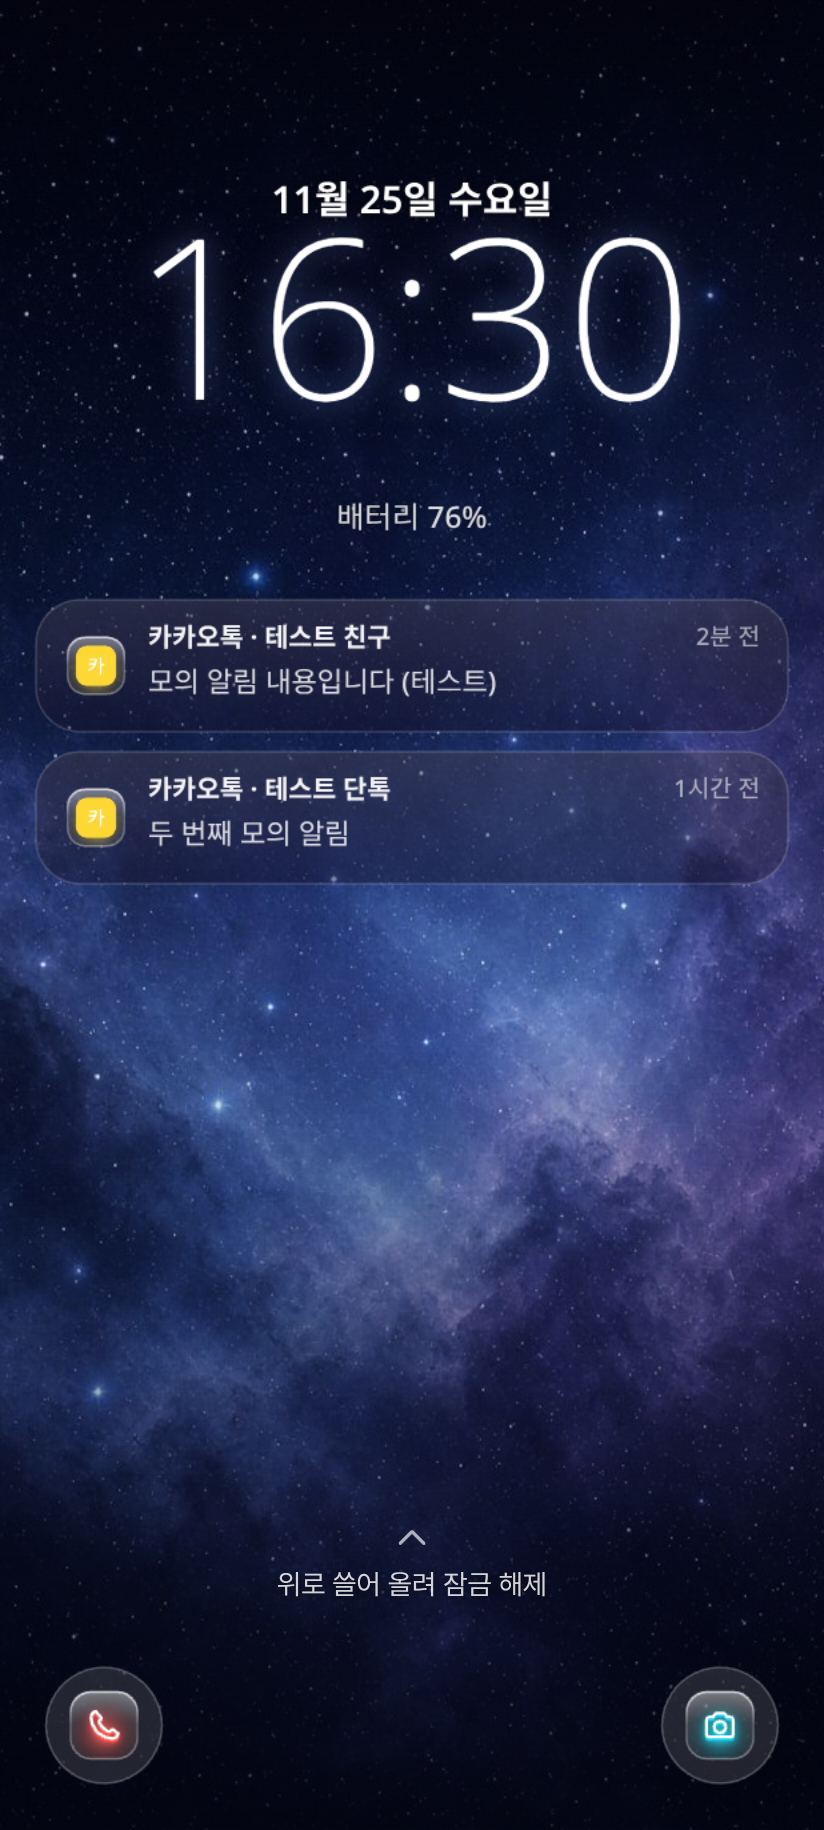 11월 25일 수요일
16:30
배터리 76%
카카오톡 · 테스트 친구
2분 전
카
모의 알림 내용입니다 (테스트)
카카오톡 · 테스트 단톡
1시간 전
카
두 번째 모의 알림
위로 쓸어 올려 잠금 해제